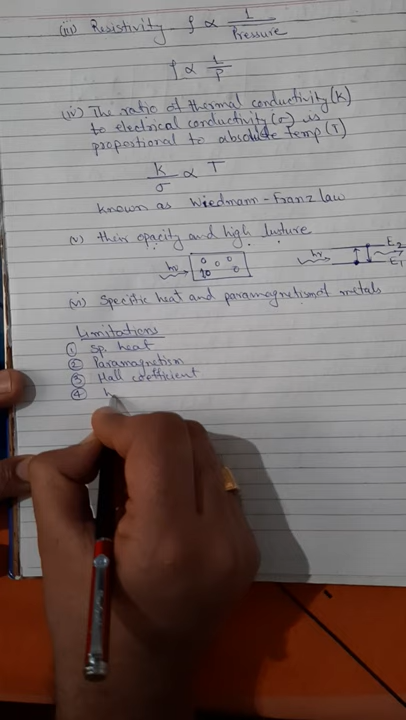 (iii) Resistivity ρ ∝ 1/Pressure
ρ ∝ 1/P
(iv) The ratio of thermal conductivity (K)
to electrical conductivity (σ) is
proportional to absolute Temp (T)
K/σ ∝ T
known as Wiedmann-Franz law
(v) their opacity and high lusture
hν hν E2
E1
(vi) Specific heat and paramagnetism of metals
Limitations
① Sp. heat
② Paramagnetism
③ Hall coefficient
④